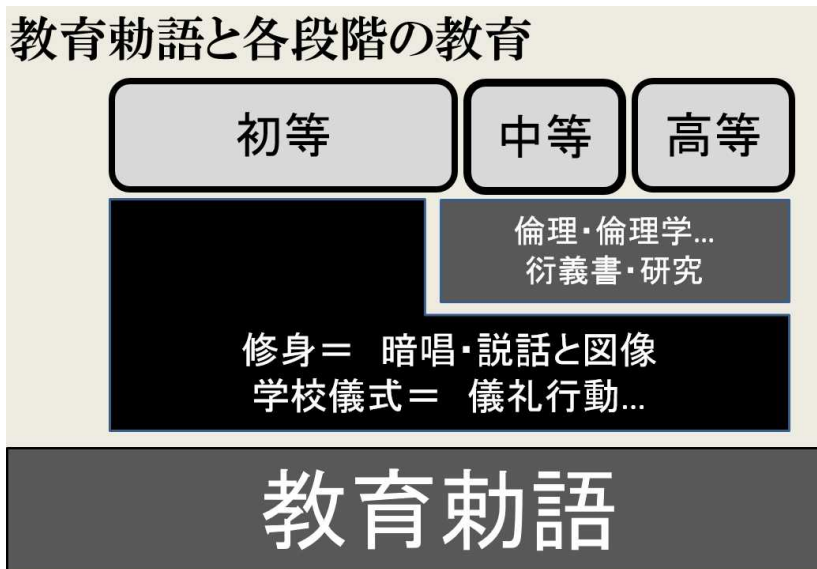 教育勅語と各段階の教育
初等
中等
高等
倫理・倫理学...
衍義書・研究
修身＝ 暗唱・説話と図像
学校儀式＝ 儀礼行動...
教育勅語